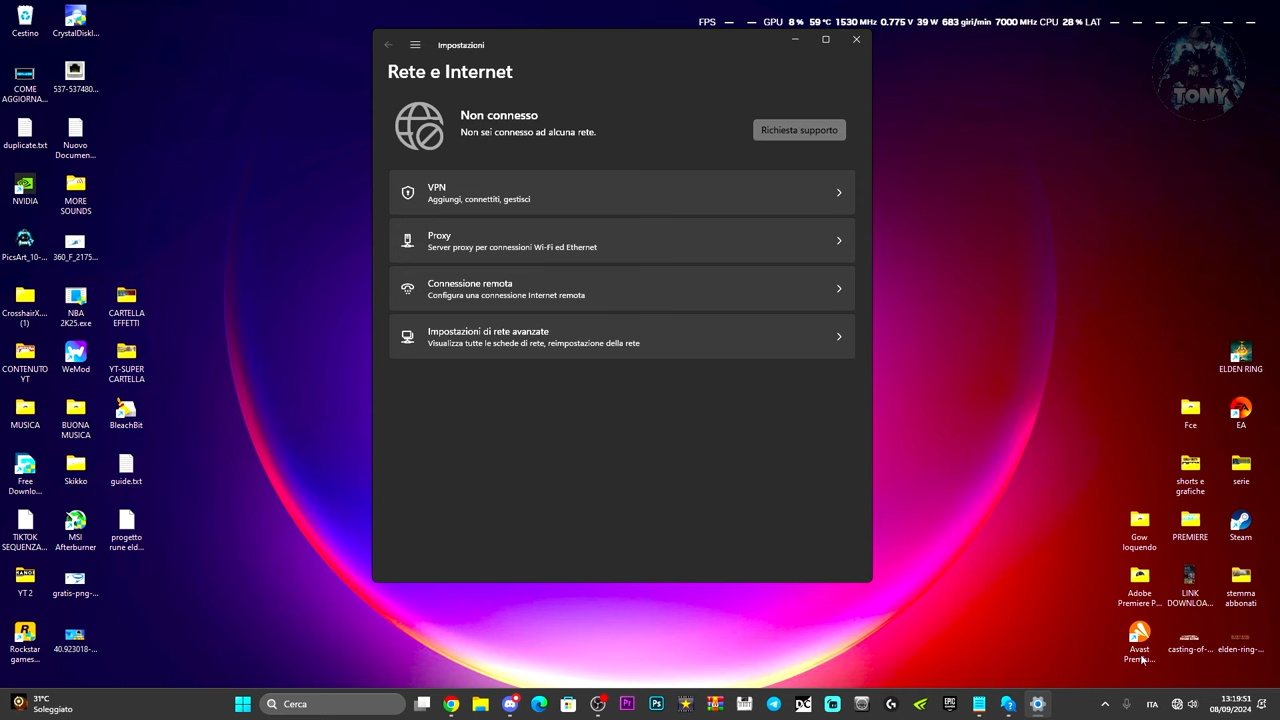 FPS — — GPU 8 % 59 °C 1530 MHz 0.775 V 39 W 683 giri/min 7000 MHz CPU 28 % LAT — — — — — —
Impostazioni
Rete e Internet
Non connesso
Non sei connesso ad alcuna rete.
Richiesta supporto
VPN
Aggiungi, connettiti, gestisci
Proxy
Server proxy per connessioni Wi-Fi ed Ethernet
Connessione remota
Configura una connessione Internet remota
Impostazioni di rete avanzate
Visualizza tutte le schede di rete, reimpostazione della rete
TONY
Cestino
CrystalDiskI...
COME
AGGIORNA...
537-537480...
duplicate.txt
Nuovo
Documen...
NVIDIA
MORE
SOUNDS
PicsArt_10-...
360_F_2175...
CrosshairX....
(1)
NBA
2K25.exe
CARTELLA
EFFETTI
CONTENUTO
YT
WeMod
YT-SUPER
CARTELLA
MUSICA
BUONA
MUSICA
BleachBit
Free
Downlo...
Skikko
guide.txt
TIKTOK
SEQUENZA...
MSI
Afterburner
progetto
rune eld...
YT 2
gratis-png-...
Rockstar
games...
40.923018-...
ELDEN RING
Fce
EA
shorts e
grafiche
serie
Gow
loquendo
PREMIERE
Steam
Adobe
Premiere P...
LINK
DOWNLOA...
stemma
abbonati
Avast
Premiu...
casting-of-...
elden-ring-...
31°C
Soleggiato
Cerca
ITA
13:19:51
08/09/2024